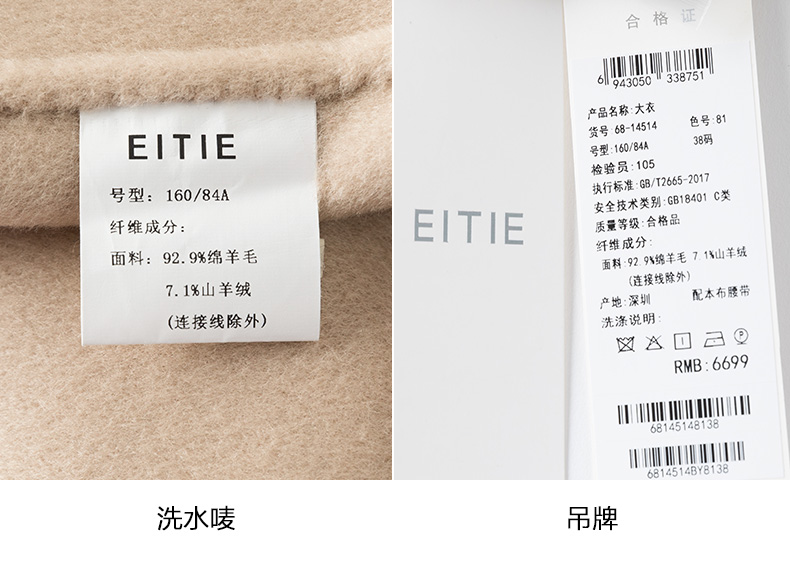 EITIE
号型: 160/84A
纤维成分:
面料: 92.9%绵羊毛
7.1%山羊绒
(连接线除外)
洗水唛
EITIE
合格证
6 943050 338751
产品名称:大衣
货号:68-14514 色号:81
号型:160/84A 38码
检验员:105
执行标准:GB/T2665-2017
安全技术类别:GB18401 C类
质量等级:合格品
纤维成分:
面料:92.9%绵羊毛 7.1%山羊绒
(连接线除外)
产地:深圳 配本布腰带
洗涤说明:
P
RMB:6699
68145148138
6814514BY8138
吊牌